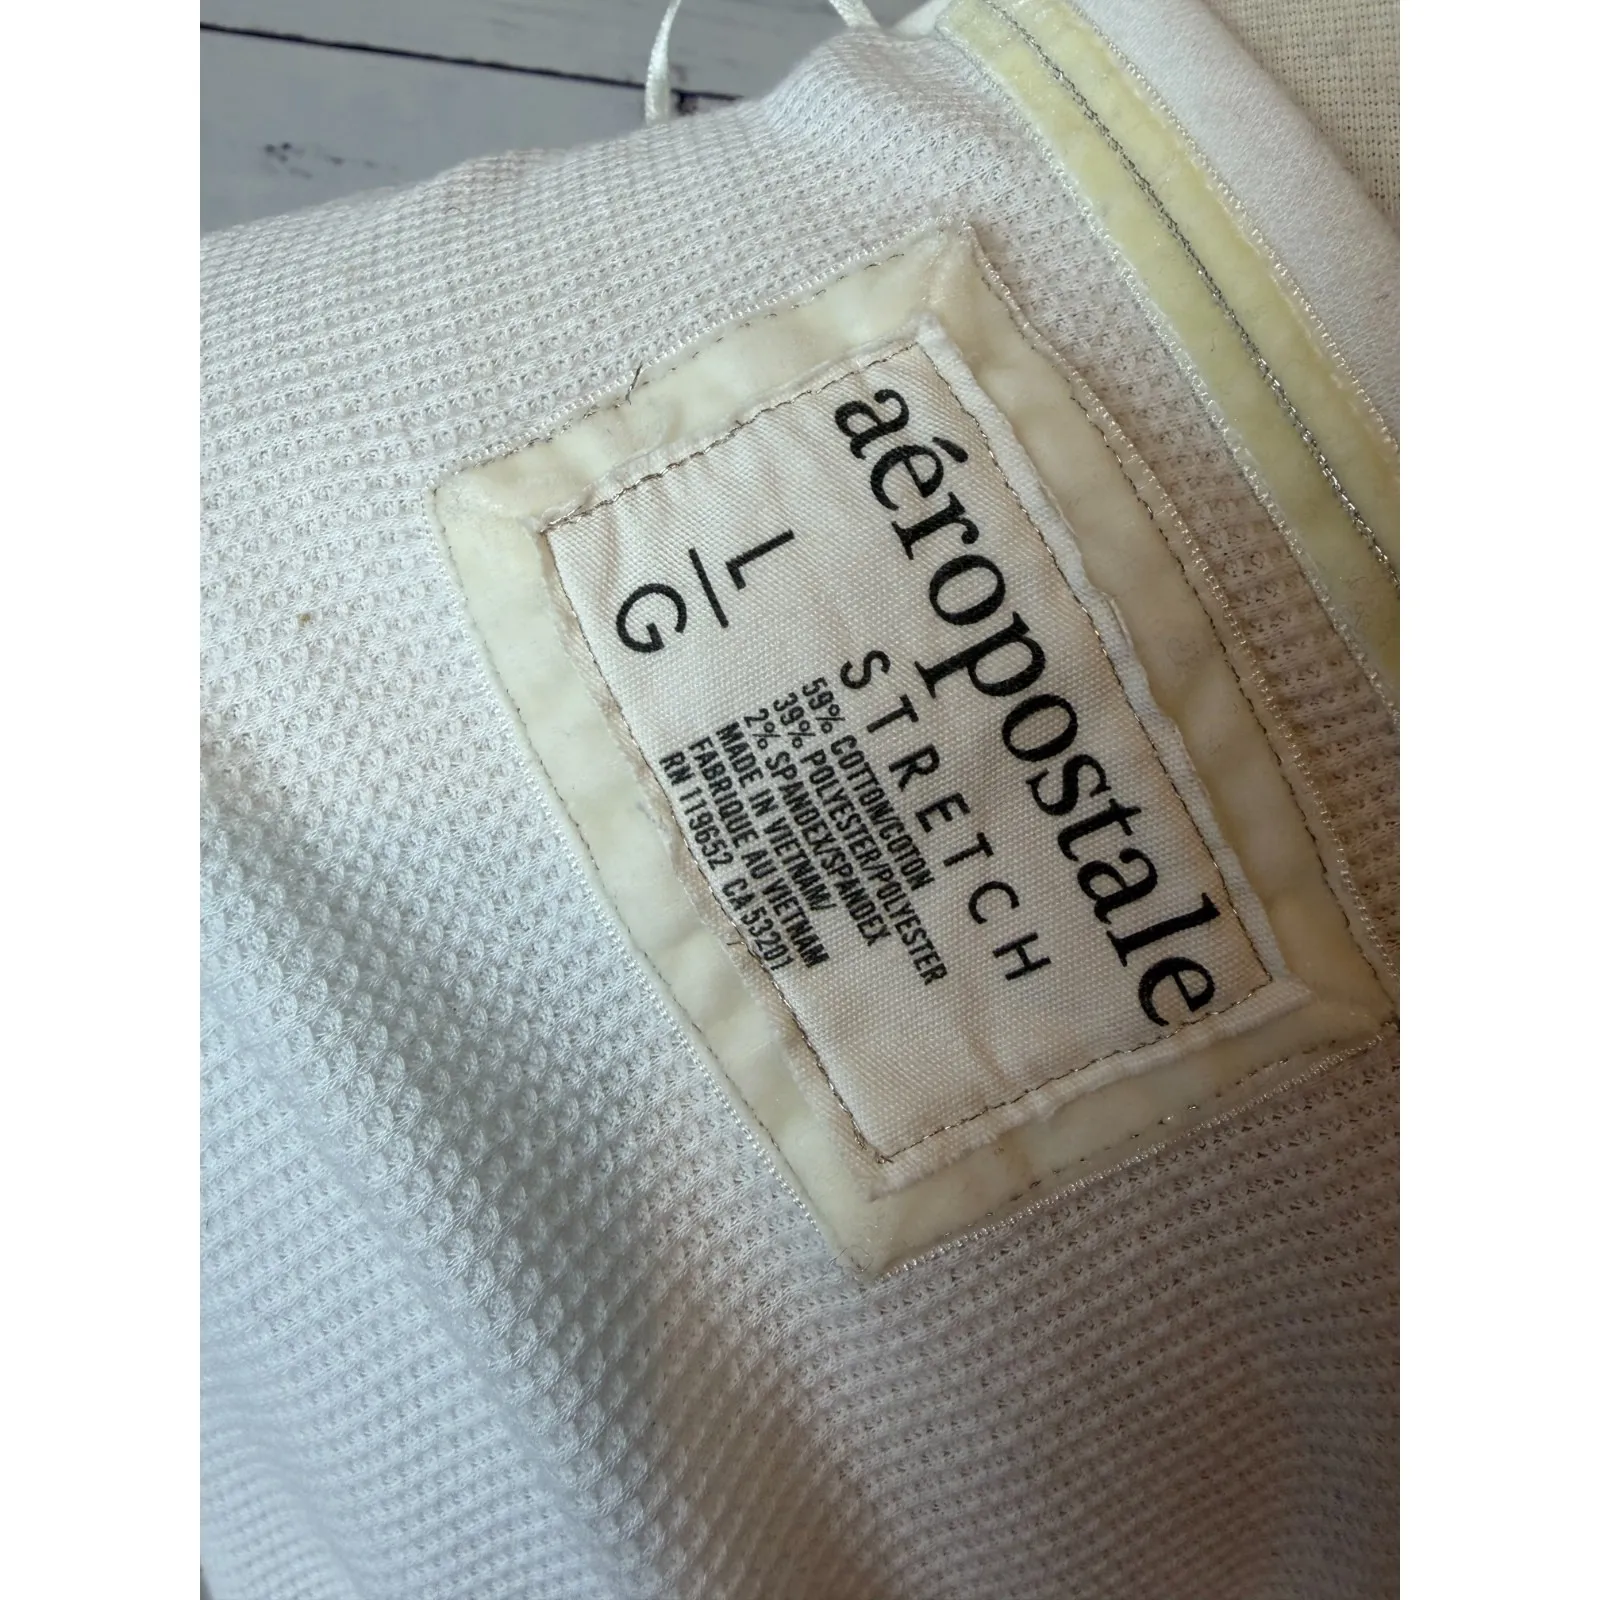 aéropostale
STRETCH
59% COTTON/COTON
39% POLYESTER/POLYESTER
2% SPANDEX/SPANDEX
MADE IN VIETNAM/
FABRIQUE AU VIETNAM
RN 119652 CA 53201
L
G